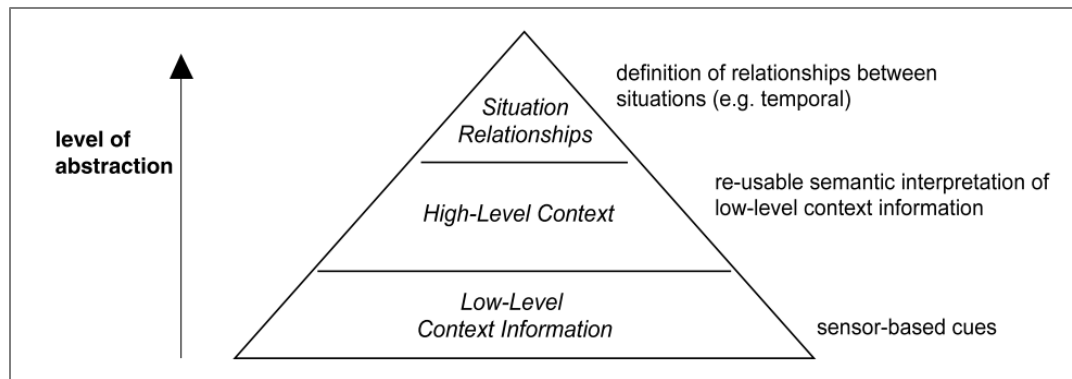 definition of relationships between
situations (e.g. temporal)
Situation
Relationships
level of
abstraction
re-usable semantic interpretation of
low-level context information
High-Level Context
Low-Level
Context Information
sensor-based cues